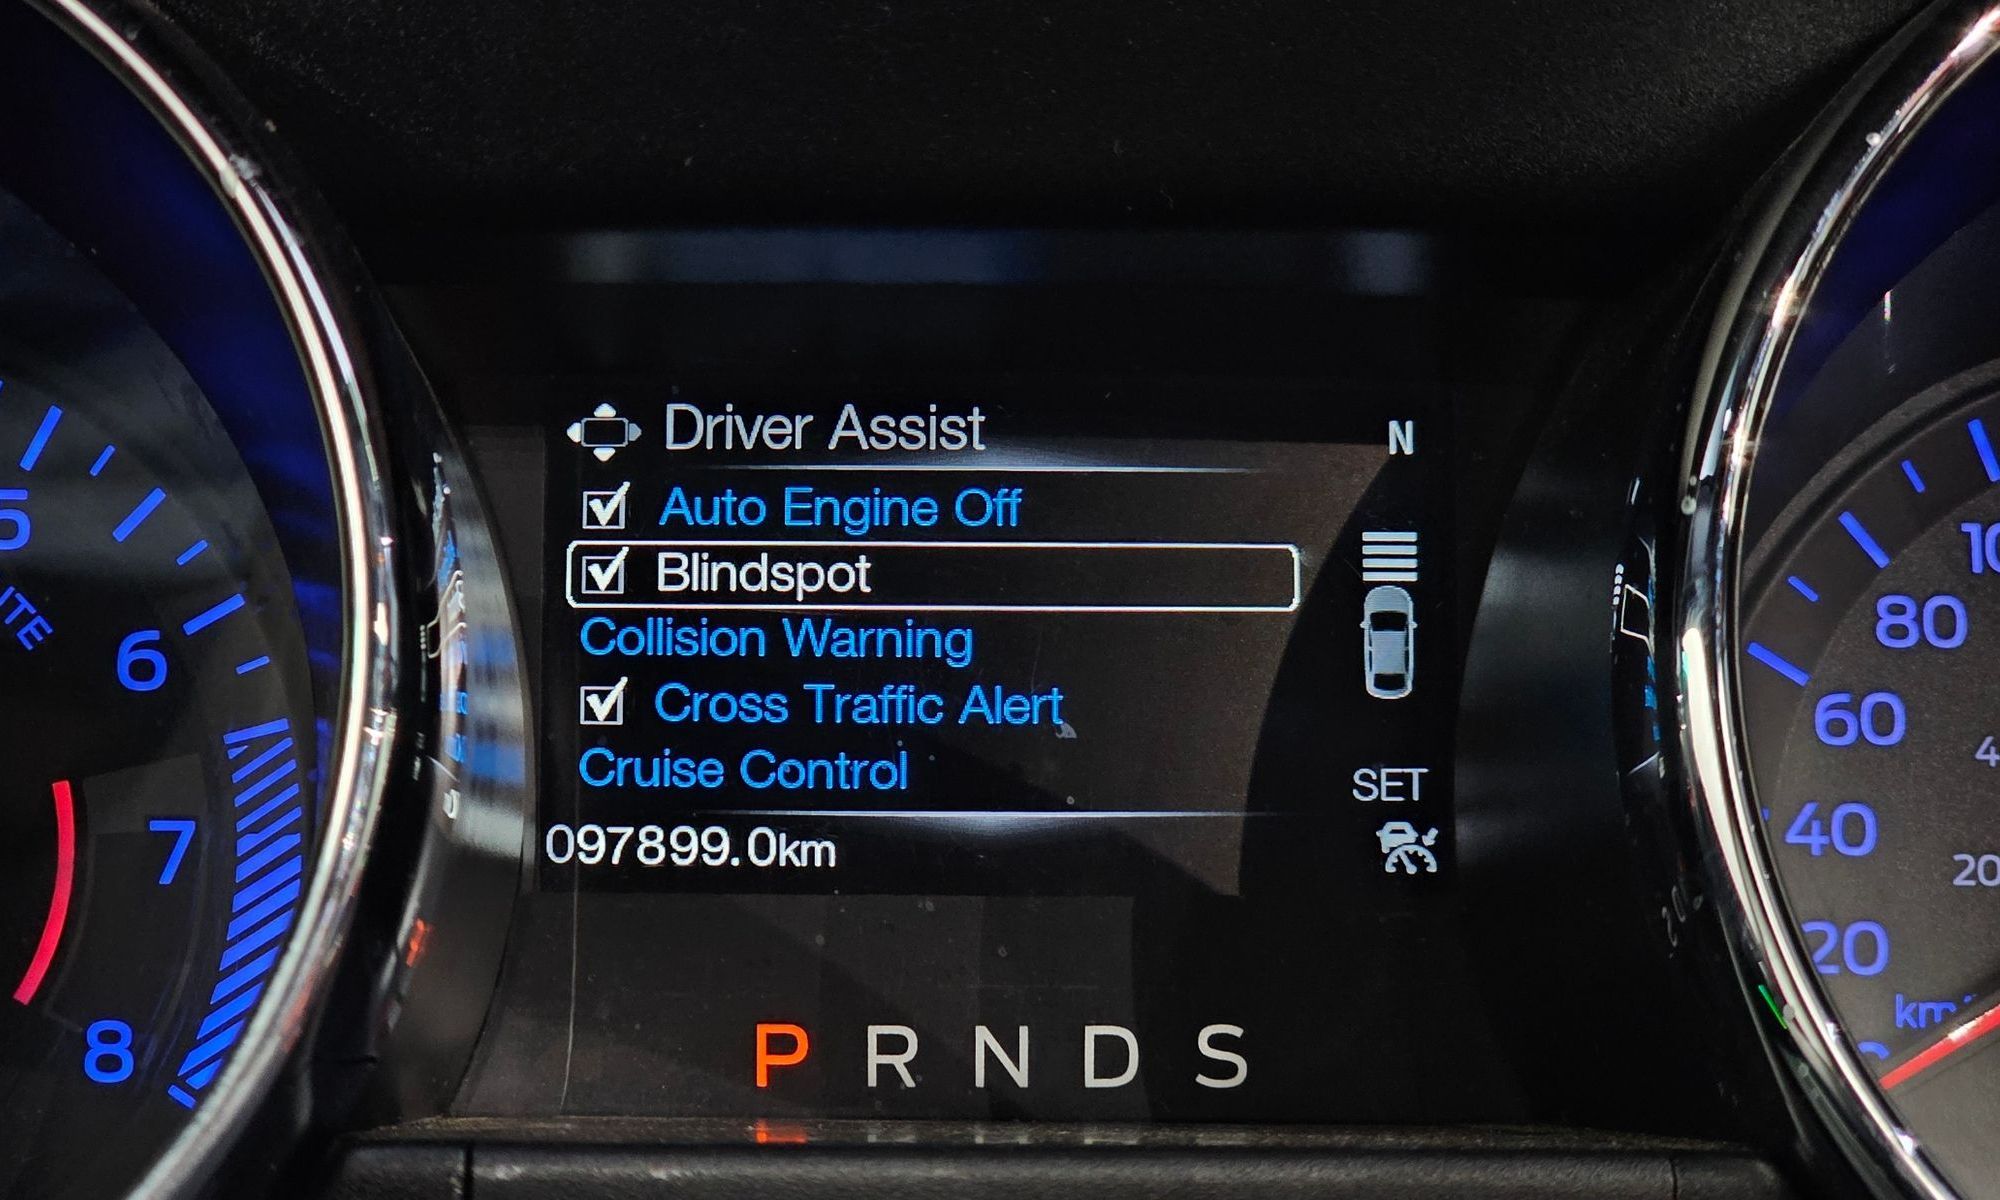 Driver Assist
N
Auto Engine Off
Blindspot
Collision Warning
Cross Traffic Alert
Cruise Control
SET
097899.0km
P R N D S
5
6
7
8
80
60
40
20